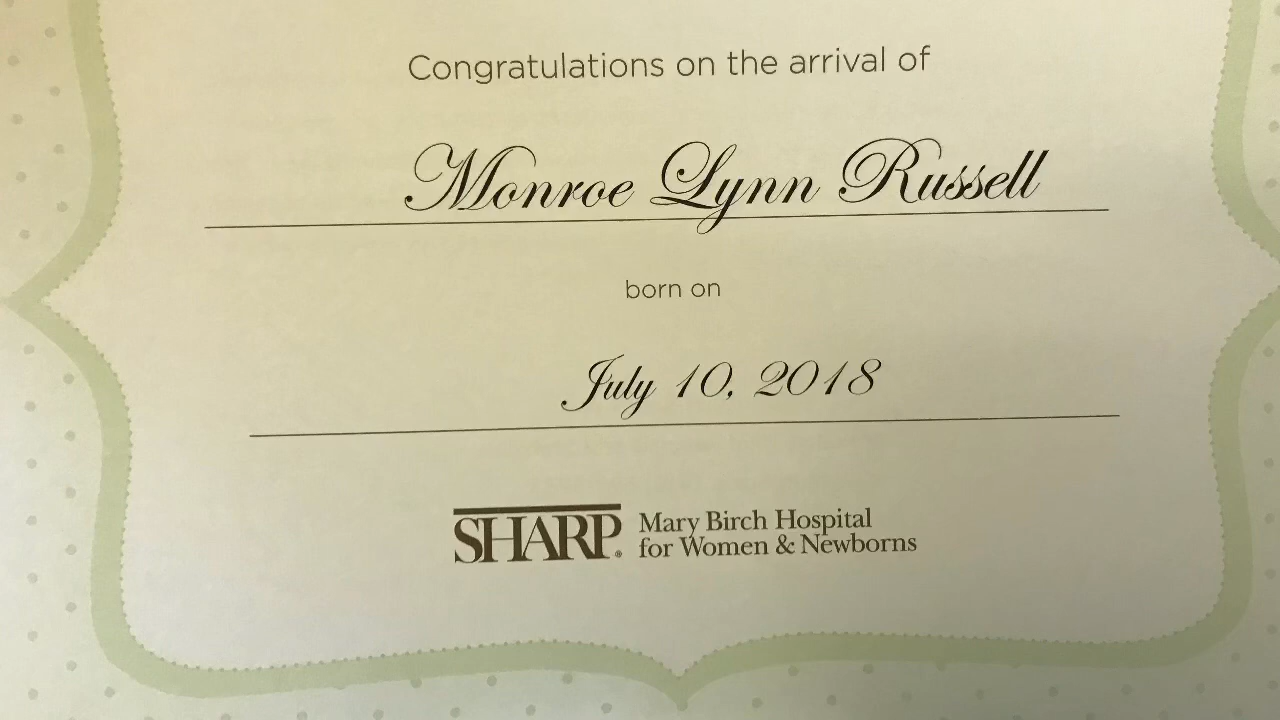 Congratulations on the arrival of
Monroe Lynn Russell
born on
July 10, 2018
SHARP® Mary Birch Hospital
for Women & Newborns